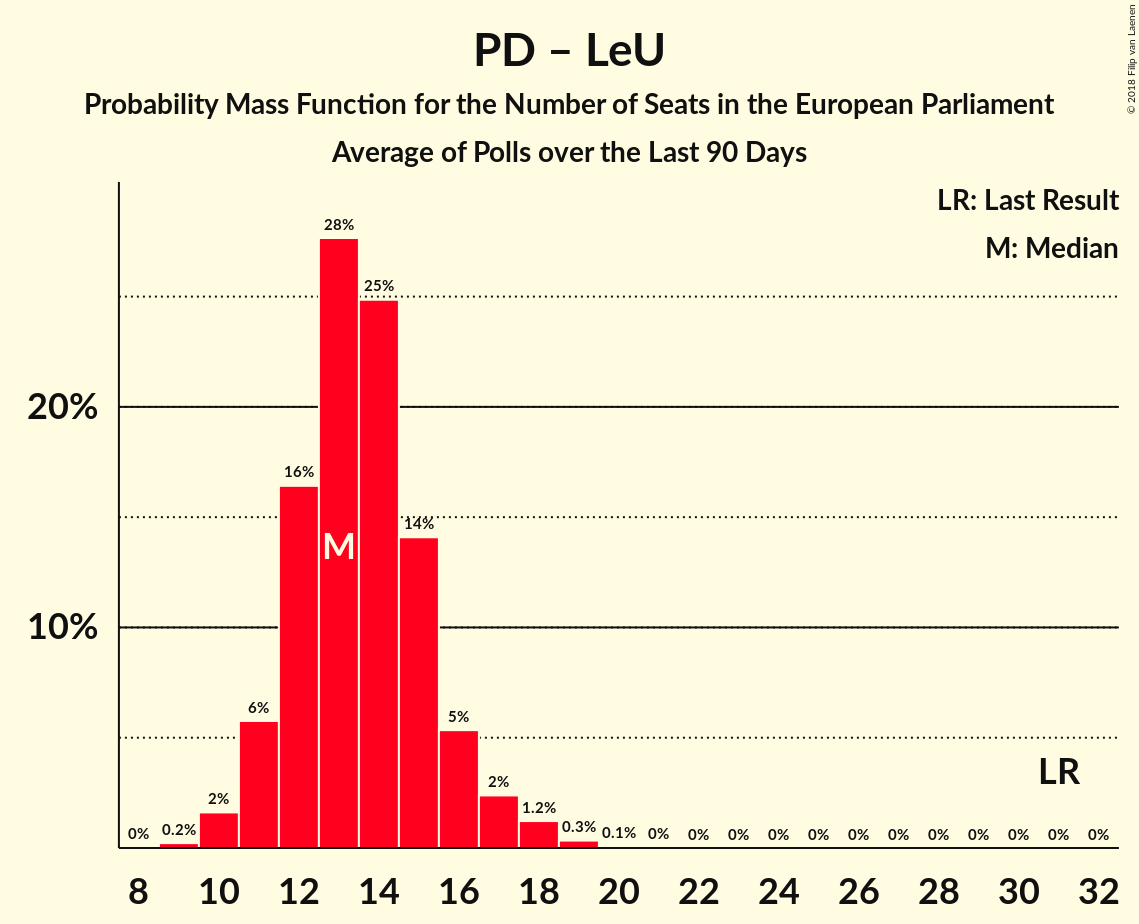 PD – LeU
Probability Mass Function for the Number of Seats in the European Parliament
Average of Polls over the Last 90 Days
© 2018 Filip van Laenen
LR: Last Result
M: Median
28%
25%
20%
16%
14%
M
10%
6%
5%
LR
2%
2%
1.2%
0% 0.2% 0.3% 0.1% 0% 0% 0% 0% 0% 0% 0% 0% 0% 0% 0% 0%
8 10 12 14 16 18 20 22 24 26 28 30 32